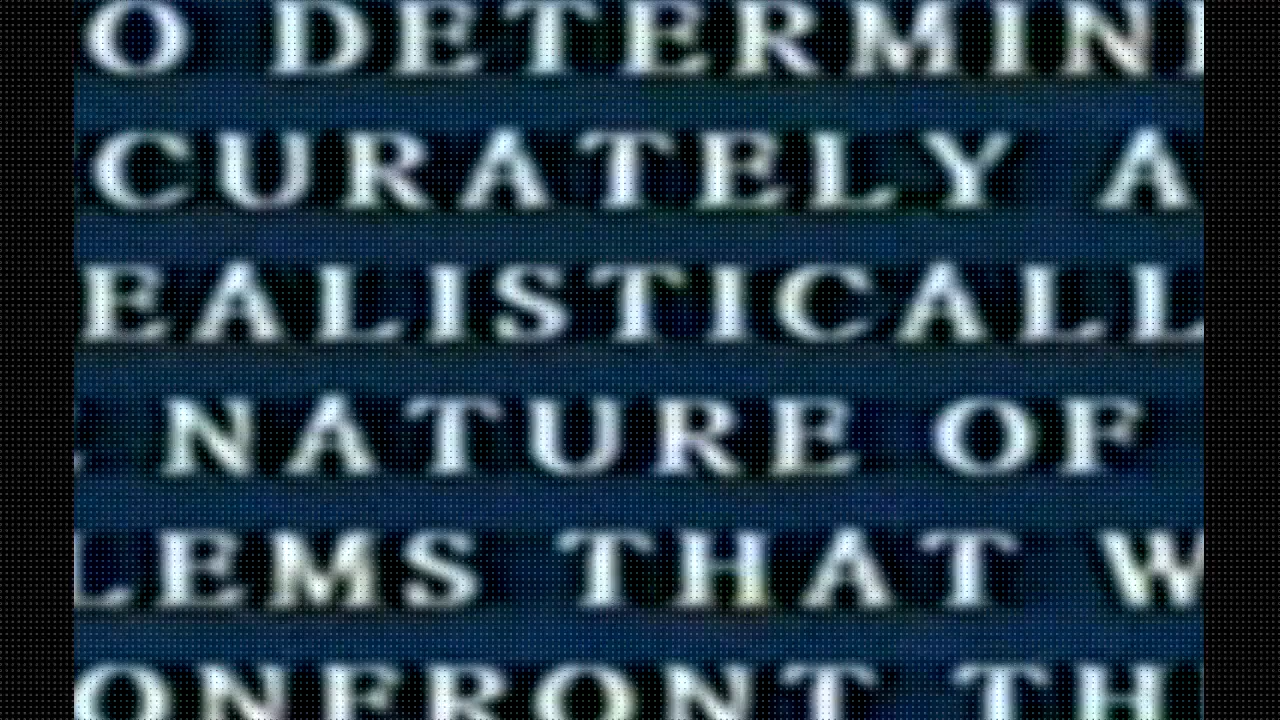 O DETERMIN
CURATELY A
EALISTICALL
NATURE OF
LEMS THAT W
ONFRONT TH